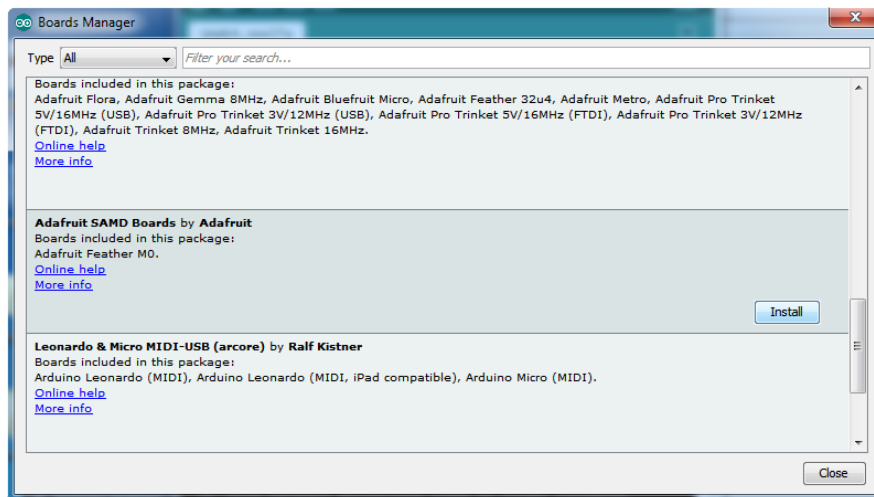 Boards Manager
Type All Filter your search...
Boards included in this package:
Adafruit Flora, Adafruit Gemma 8MHz, Adafruit Bluefruit Micro, Adafruit Feather 32u4, Adafruit Metro, Adafruit Pro Trinket
5V/16MHz (USB), Adafruit Pro Trinket 3V/12MHz (USB), Adafruit Pro Trinket 5V/16MHz (FTDI), Adafruit Pro Trinket 3V/12MHz
(FTDI), Adafruit Trinket 8MHz, Adafruit Trinket 16MHz.
Online help
More info
Adafruit SAMD Boards by Adafruit
Boards included in this package:
Adafruit Feather M0.
Online help
More info
Install
Leonardo & Micro MIDI-USB (arcore) by Ralf Kistner
Boards included in this package:
Arduino Leonardo (MIDI), Arduino Leonardo (MIDI, iPad compatible), Arduino Micro (MIDI).
Online help
More info
Close